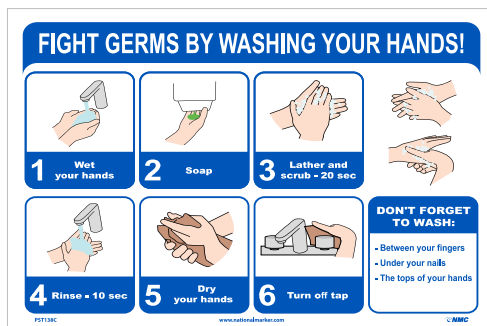 FIGHT GERMS BY WASHING YOUR HANDS!
1 Wet
your hands
2 Soap
3 Lather and
scrub - 20 sec
4 Rinse - 10 sec
5 Dry
your hands
6 Turn off tap
DON'T FORGET
TO WASH:
- Between your fingers
- Under your nails
- The tops of your hands
PST138C
www.nationalmarker.com
NMC